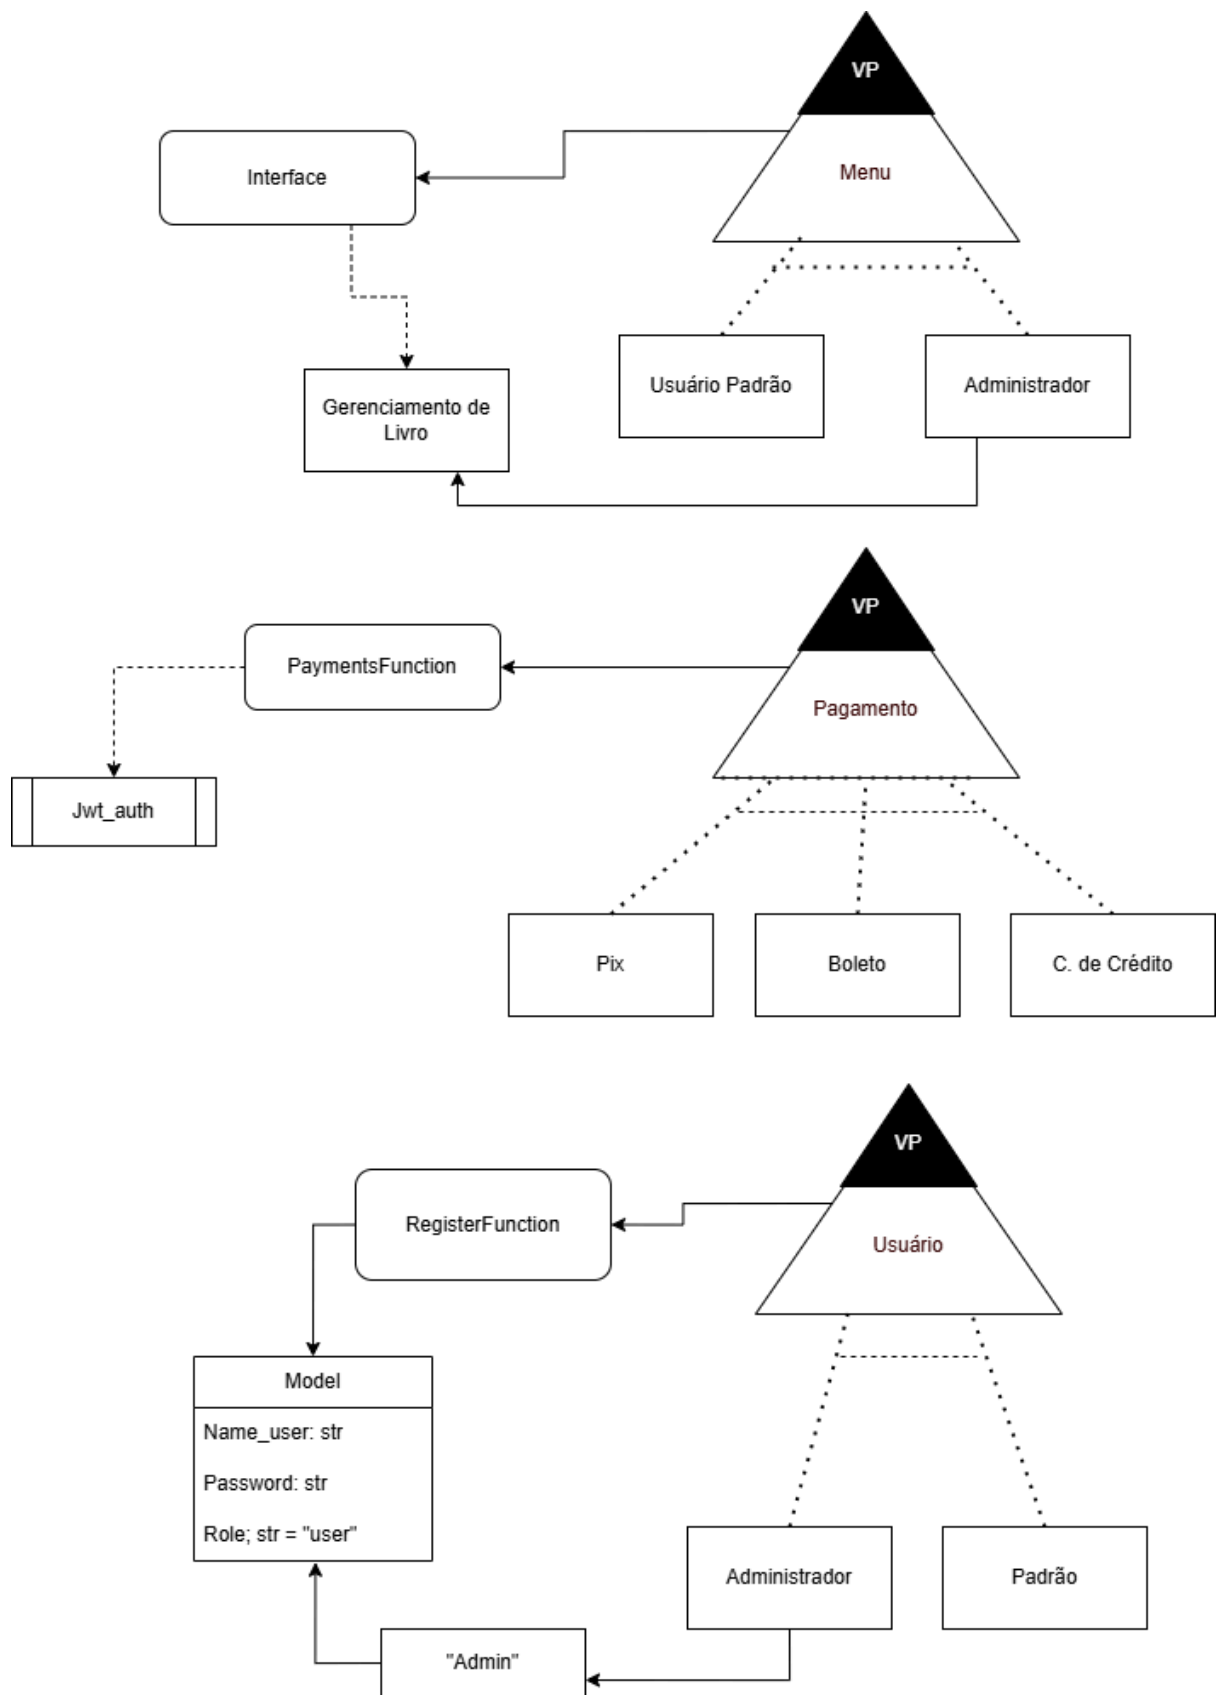 VP
Interface
Menu
Usuário Padrão
Administrador
Gerenciamento de
Livro
VP
PaymentsFunction
Pagamento
Jwt_auth
Pix
Boleto
C. de Crédito
VP
RegisterFunction
Usuário
Model
Name_user: str
Password: str
Role; str = "user"
Administrador
Padrão
"Admin"